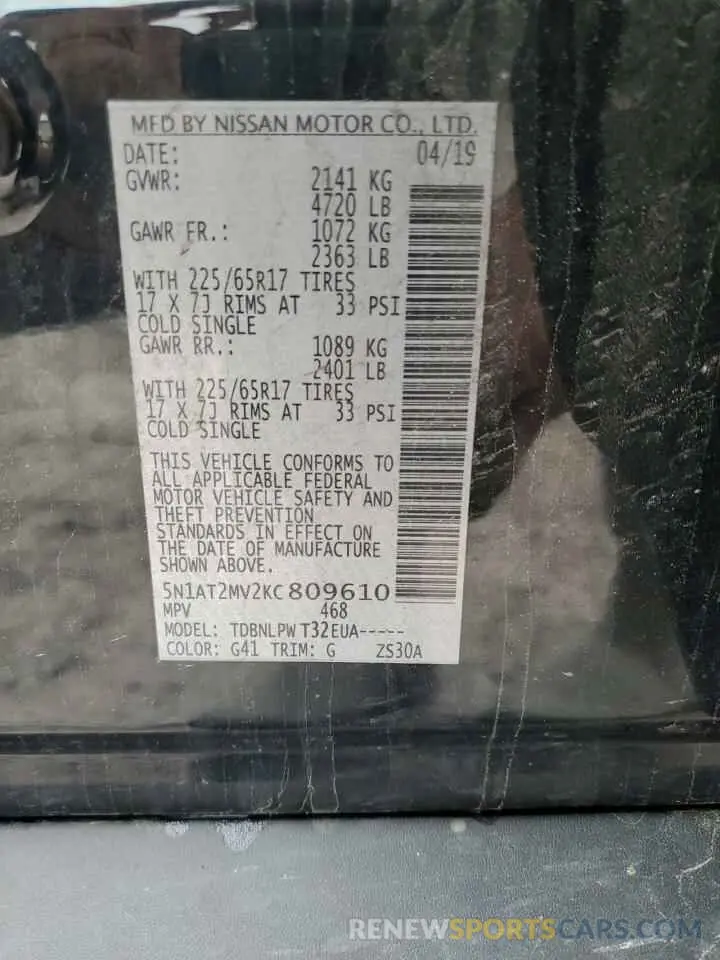 MFD BY NISSAN MOTOR CO., LTD.
DATE: 04/19
GVWR: 2141 KG
4720 LB
GAWR FR.: 1072 KG
2363 LB
WITH 225/65R17 TIRES
17 X 7J RIMS AT 33 PSI
COLD SINGLE
GAWR RR.: 1089 KG
2401 LB
WITH 225/65R17 TIRES
17 X 7J RIMS AT 33 PSI
COLD SINGLE
THIS VEHICLE CONFORMS TO
ALL APPLICABLE FEDERAL
MOTOR VEHICLE SAFETY AND
THEFT PREVENTION
STANDARDS IN EFFECT ON
THE DATE OF MANUFACTURE
SHOWN ABOVE.
5N1AT2MV2KC809610
MPV 468
MODEL: TDBNLPW T32EUA-----
COLOR: G41 TRIM: G ZS30A
RENEWSPORTSCARS.COM